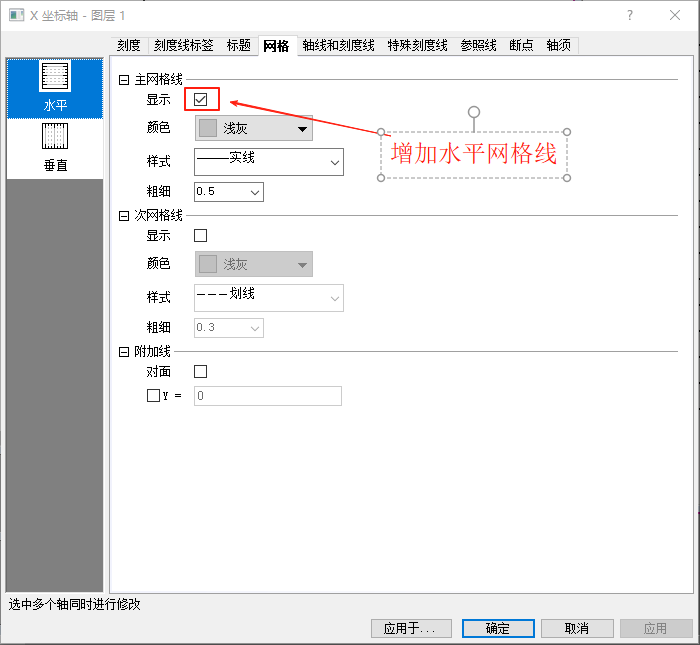 X 坐标轴 - 图层 1
?
刻度 刻度线标签 标题 网格 轴线和刻度线 特殊刻度线 参照线 断点 轴须
水平
垂直
主网格线
显示
颜色 浅灰
样式 实线
粗细 0.5
增加水平网格线
次网格线
显示
颜色 浅灰
样式 划线
粗细 0.3
附加线
对面
Y = 0
选中多个轴同时进行修改
应用于... 确定 取消 应用